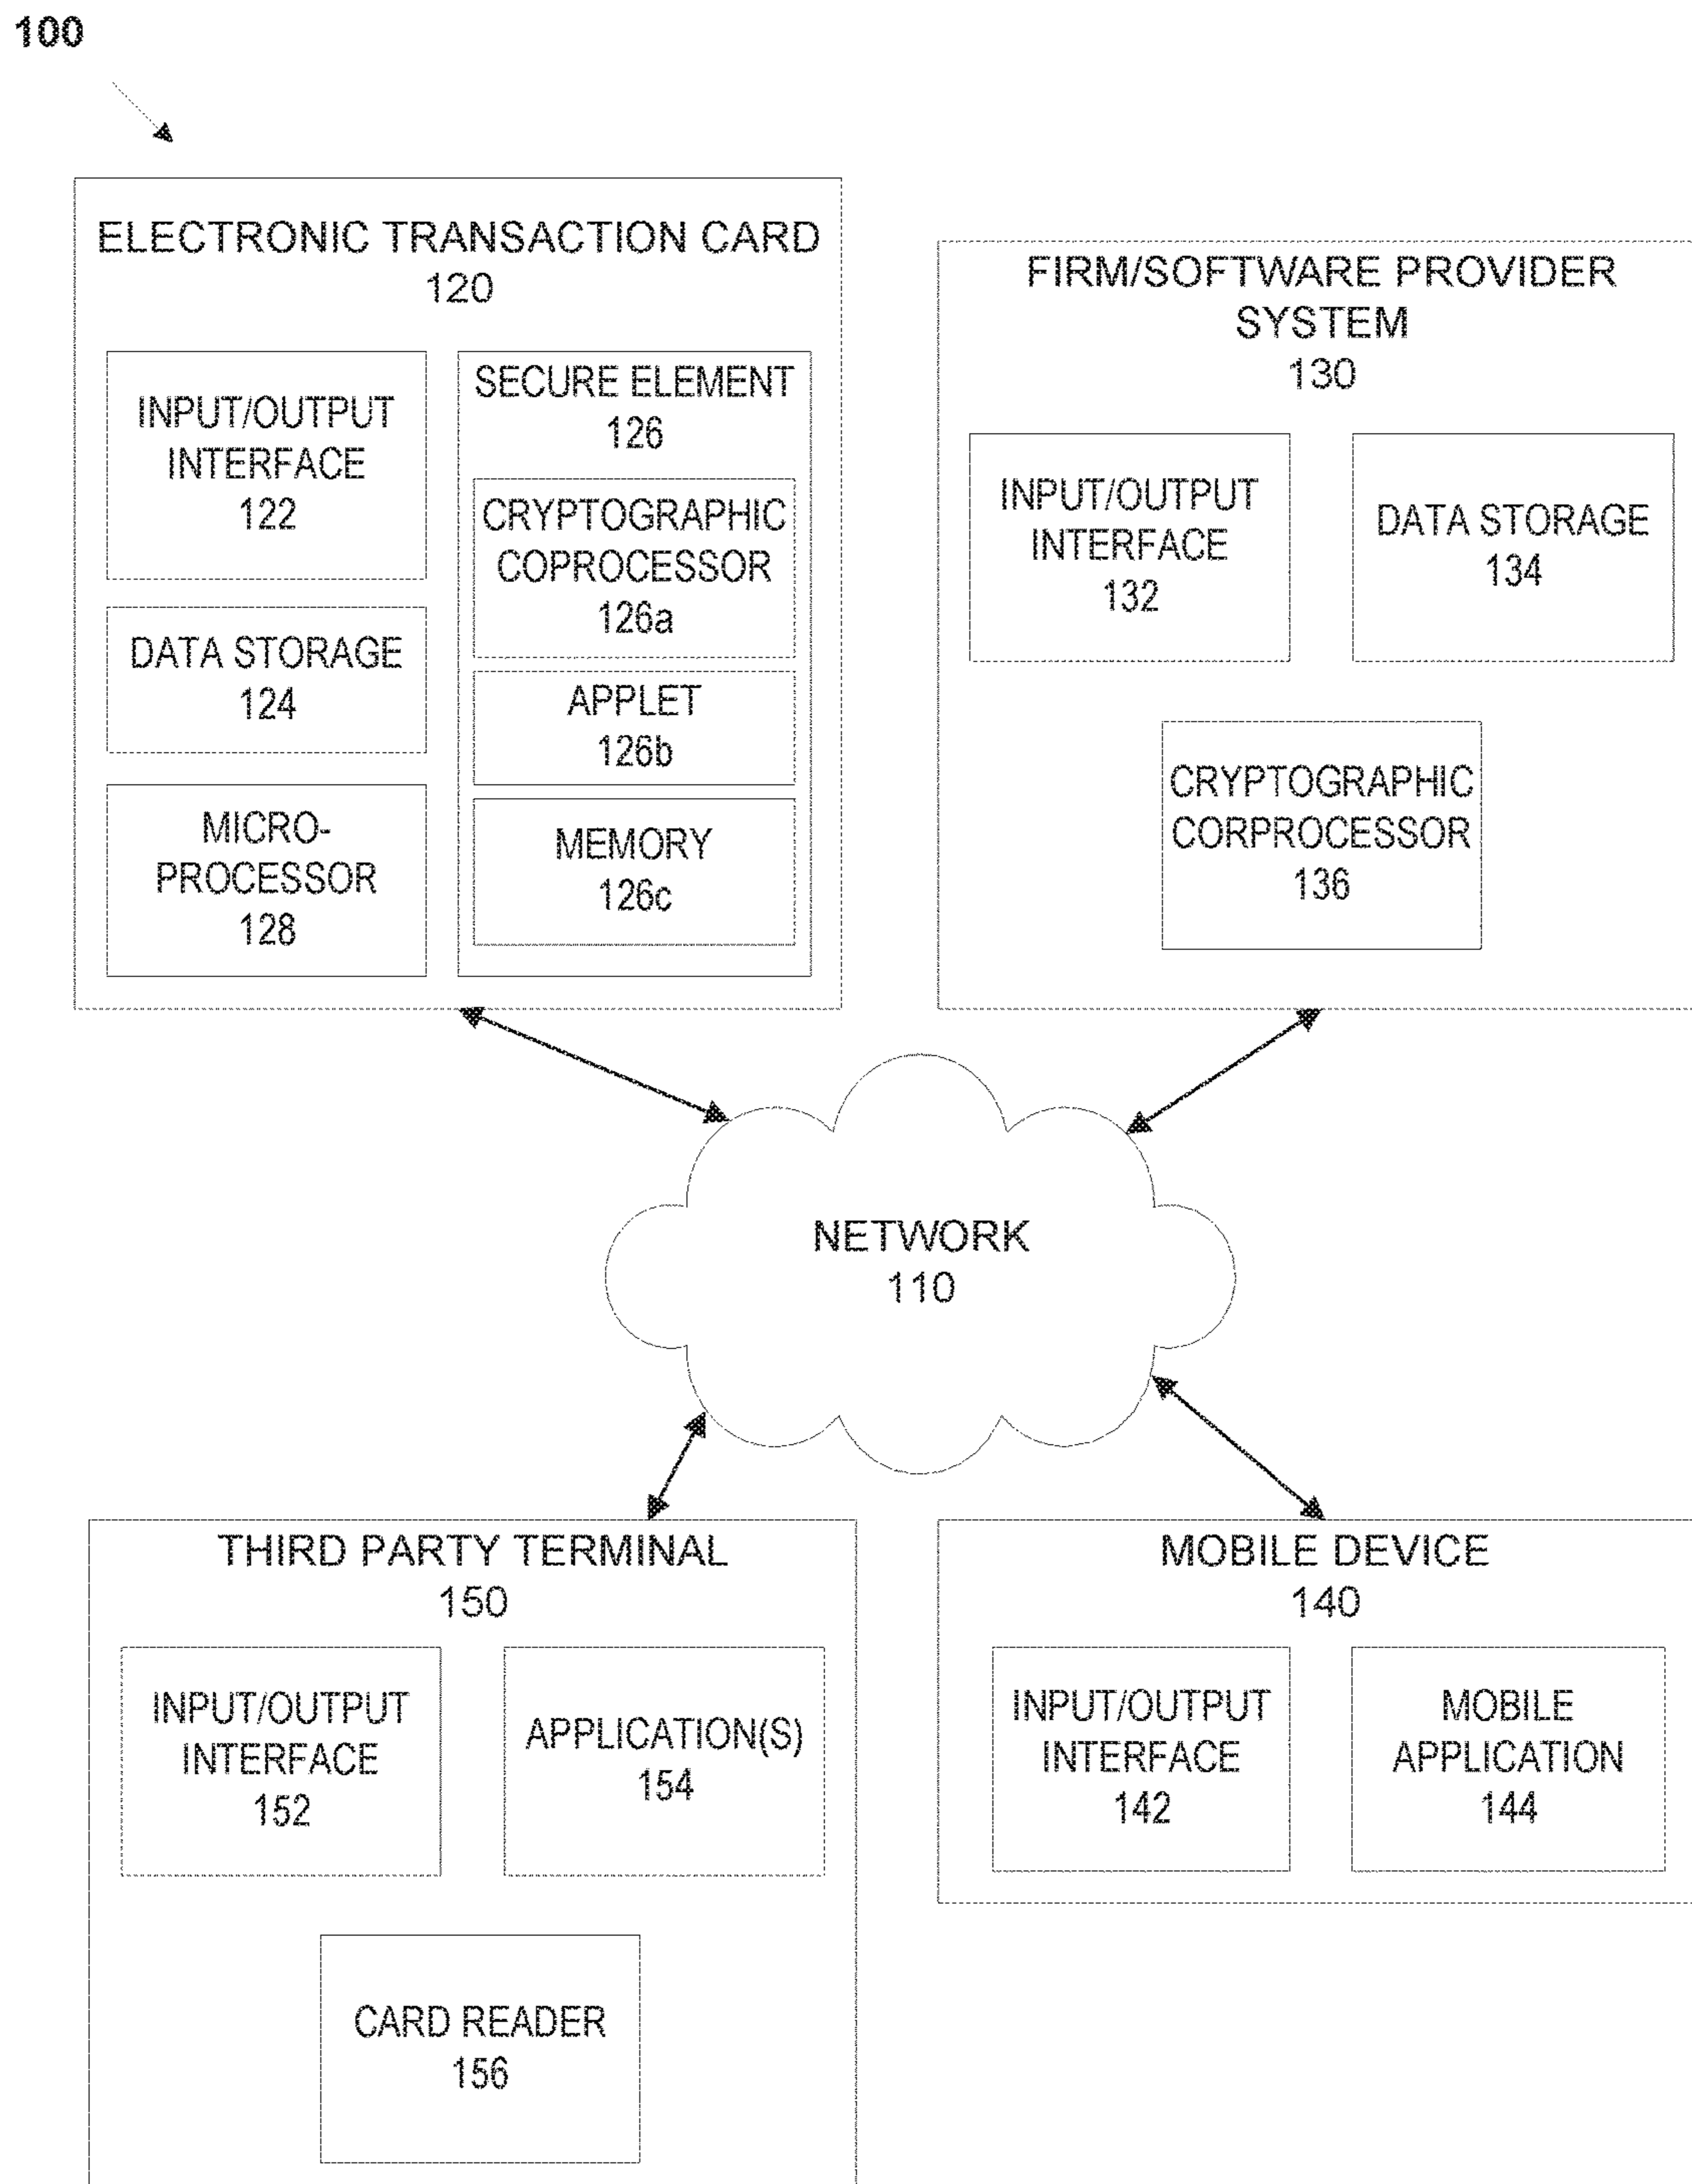 100
ELECTRONIC TRANSACTION CARD
120
INPUT/OUTPUT
INTERFACE
122
DATA STORAGE
124
MICRO-
PROCESSOR
128
SECURE ELEMENT
126
CRYPTOGRAPHIC
COPROCESSOR
126a
APPLET
126b
MEMORY
126c
FIRM/SOFTWARE PROVIDER
SYSTEM
130
INPUT/OUTPUT
INTERFACE
132
DATA STORAGE
134
CRYPTOGRAPHIC
CORPROCESSOR
136
NETWORK
110
THIRD PARTY TERMINAL
150
INPUT/OUTPUT
INTERFACE
152
APPLICATION(S)
154
CARD READER
156
MOBILE DEVICE
140
INPUT/OUTPUT
INTERFACE
142
MOBILE
APPLICATION
144